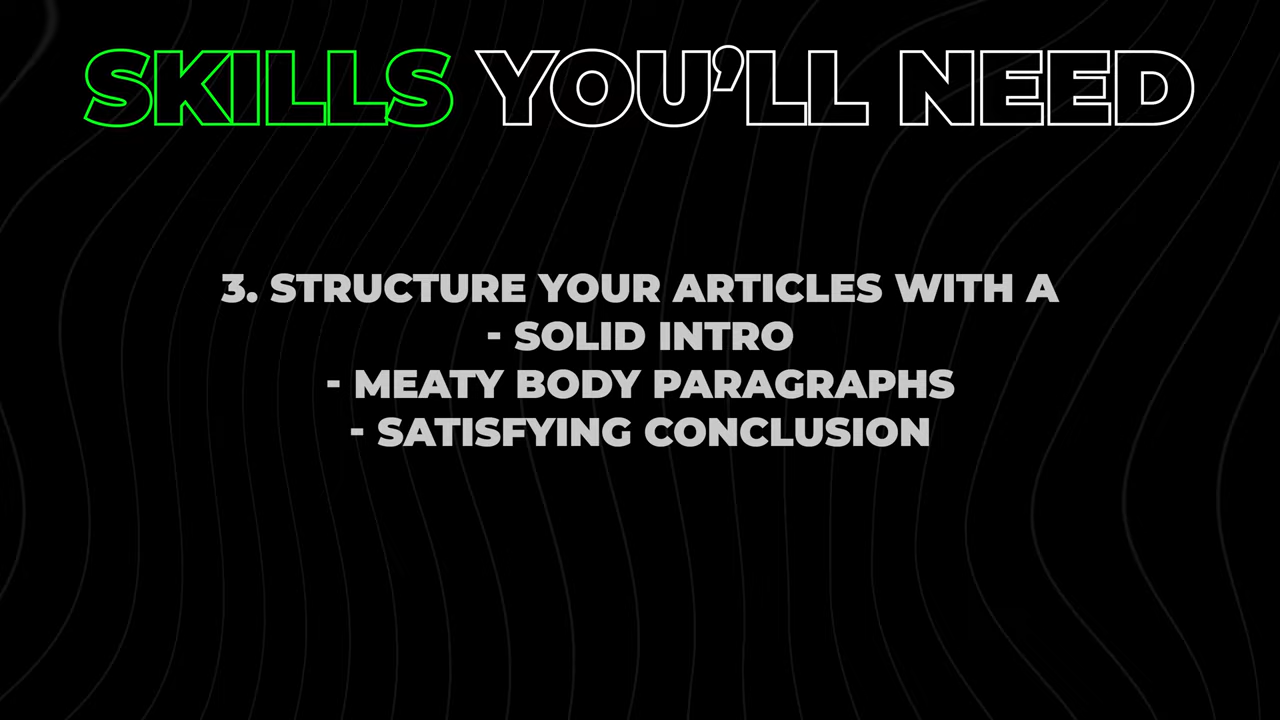 SKILLS YOU’LL NEED
3. STRUCTURE YOUR ARTICLES WITH A
- SOLID INTRO
- MEATY BODY PARAGRAPHS
- SATISFYING CONCLUSION